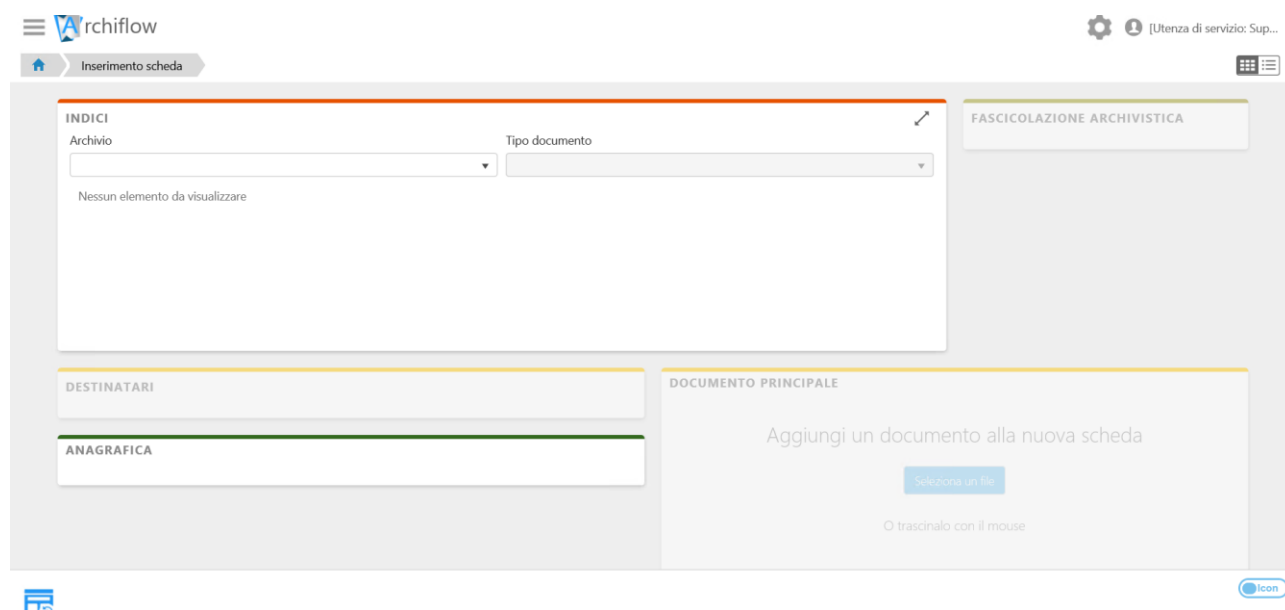 Archiflow
[Utenza di servizio: Sup...
Inserimento scheda
INDICI
Archivio
Tipo documento
Nessun elemento da visualizzare
FASCICOLAZIONE ARCHIVISTICA
DESTINATARI
ANAGRAFICA
DOCUMENTO PRINCIPALE
Aggiungi un documento alla nuova scheda
Seleziona un file
O trascinalo con il mouse
Icon